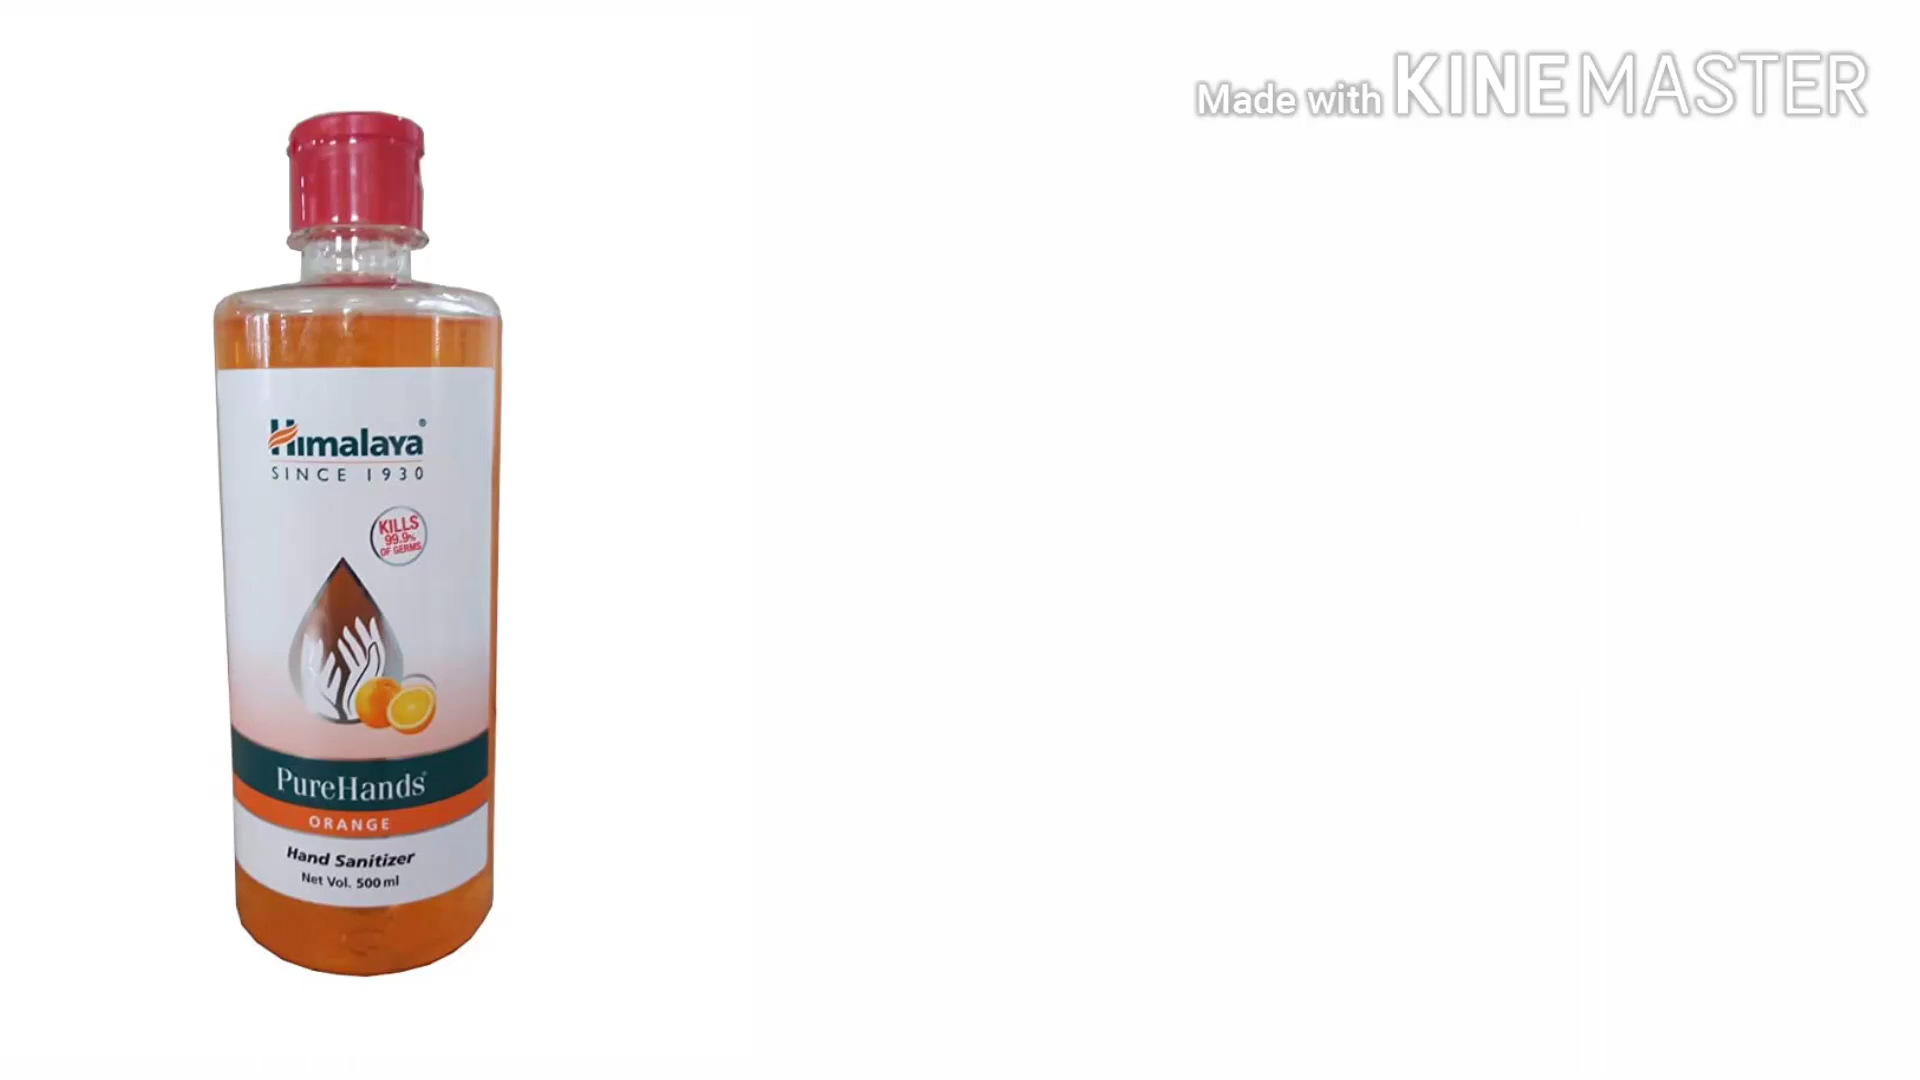 Made with KINEMASTER
Himalaya®
SINCE 1930
KILLS
99.9%
OF GERMS
PureHands
ORANGE
Hand Sanitizer
Net Vol. 500 ml